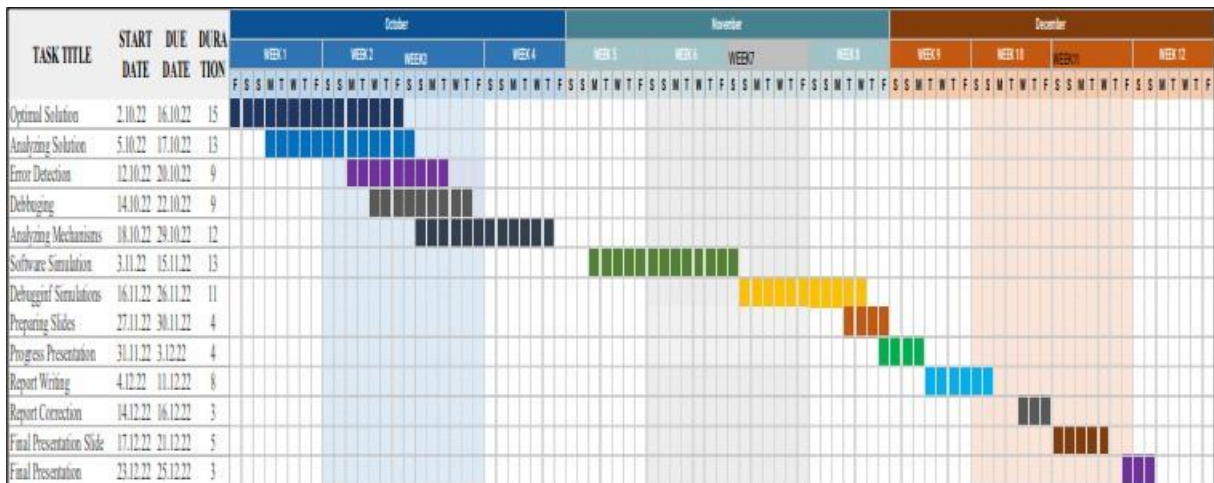 TASK TITLE START DATE DUE DATE DURA TION
October November December
WEEK 1 WEEK 2 WEEK3 WEEK 4 WEEK 5 WEEK 6 WEEK7 WEEK 8 WEEK 9 WEEK 10 WEEK11 WEEK 12
F S S M T W T F S S M T W T F S S M T W T F S S M T W T F S S M T W T F S S M T W T F S S M T W T F S S M T W T F S S M T W T F S S M T W T F S S M T W T F S S M T W T F
Optimal Solution 2.10.22 16.10.22 15
Analyzing Solution 5.10.22 17.10.22 13
Error Detection 12.10.22 20.10.22 9
Debbuging 14.10.22 22.10.22 9
Analyzing Mechanisms 18.10.22 29.10.22 12
Software Simulation 3.11.22 15.11.22 13
Debugginf Simulations 16.11.22 26.11.22 11
Preparing Slides 27.11.22 30.11.22 4
Progress Presentation 31.11.22 3.12.22 4
Report Writing 4.12.22 11.12.22 8
Report Correction 14.12.22 16.12.22 3
Final Presentation Slide 17.12.22 21.12.22 5
Final Presentation 23.12.22 25.12.22 3